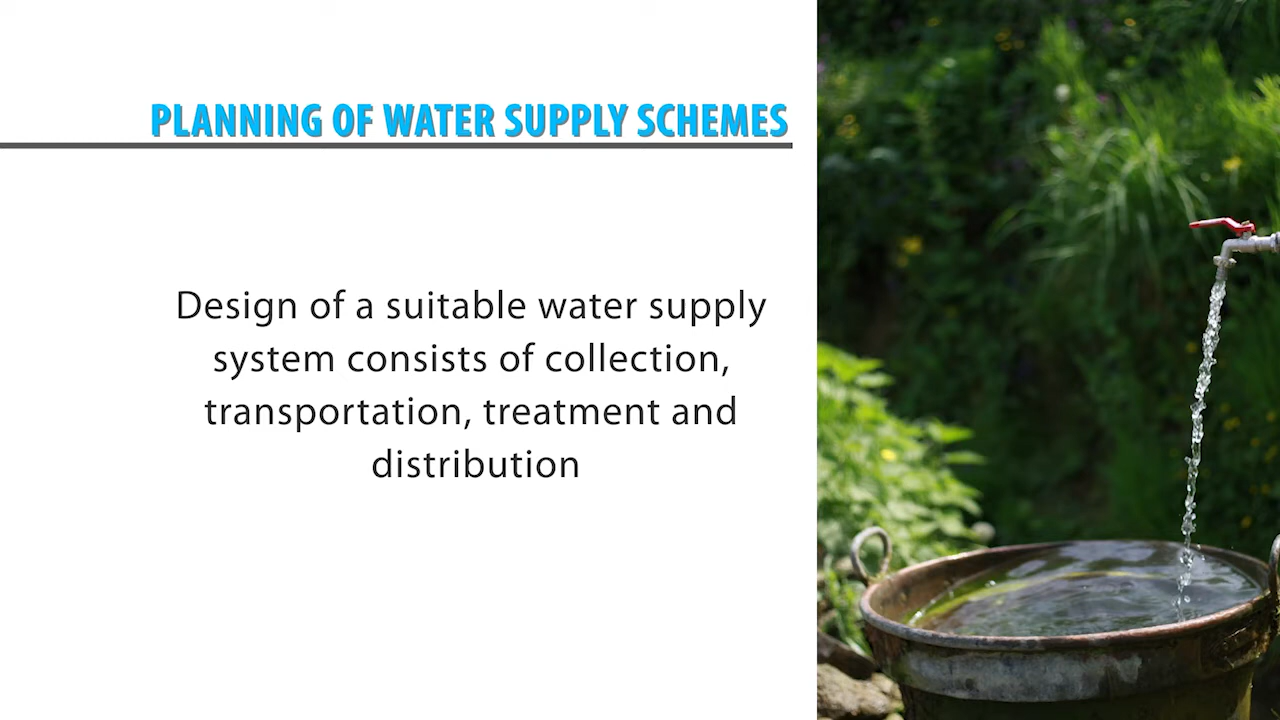 PLANNING OF WATER SUPPLY SCHEMES
Design of a suitable water supply
system consists of collection,
transportation, treatment and
distribution